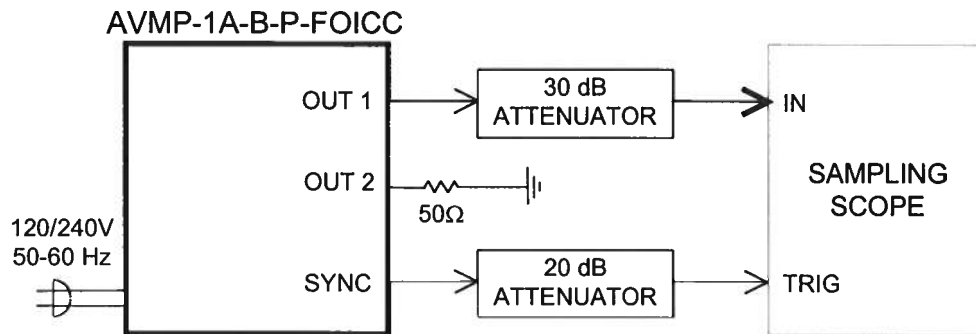 AVMP-1A-B-P-FOICC
OUT 1
30 dB
ATTENUATOR
IN
OUT 2
50Ω
SAMPLING
SCOPE
120/240V
50-60 Hz
SYNC
20 dB
ATTENUATOR
TRIG